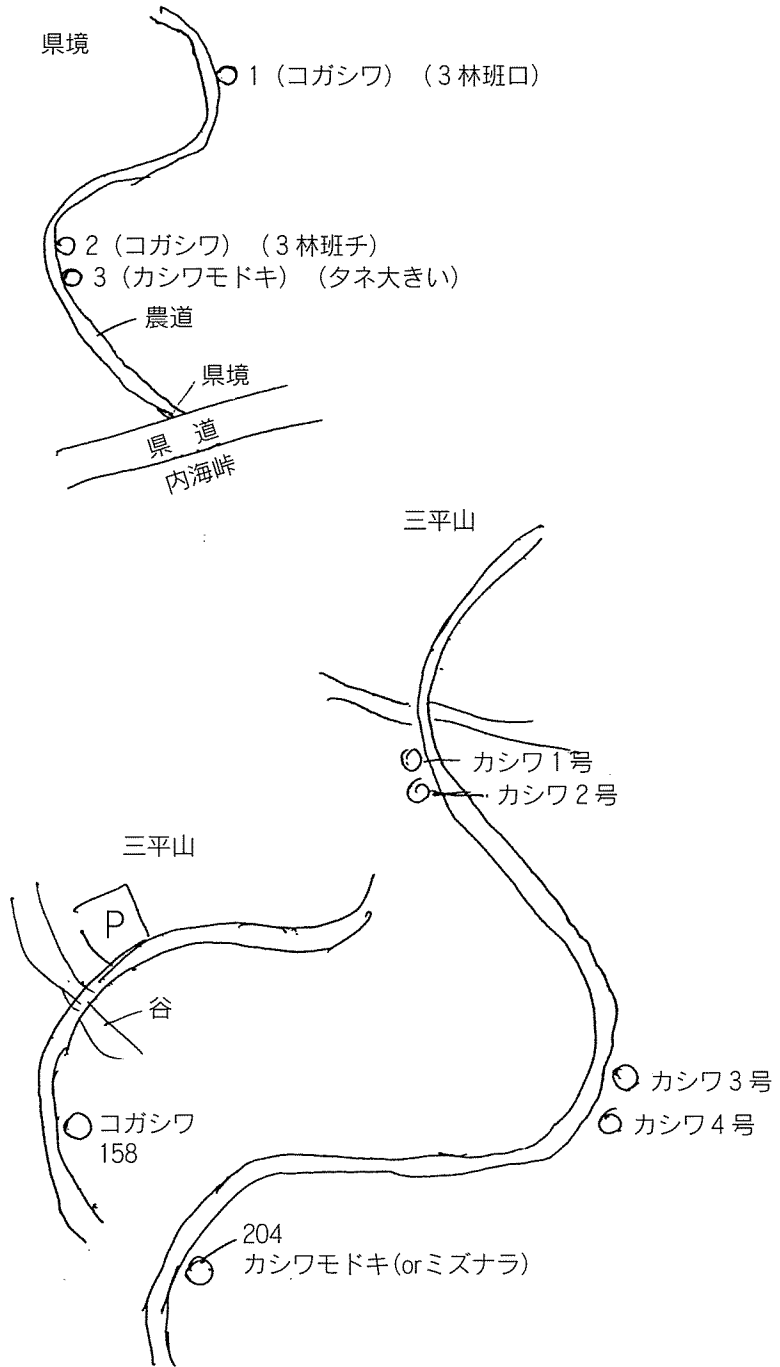 県境
1（コガシワ）（3林班ロ）
2（コガシワ）（3林班チ）
3（カシワモドキ）（タネ大きい）
農道
県境
県　道
内海峠
三平山
カシワ1号
カシワ2号
三平山
P
谷
カシワ3号
コガシワ
158
カシワ4号
204
カシワモドキ(orミズナラ)